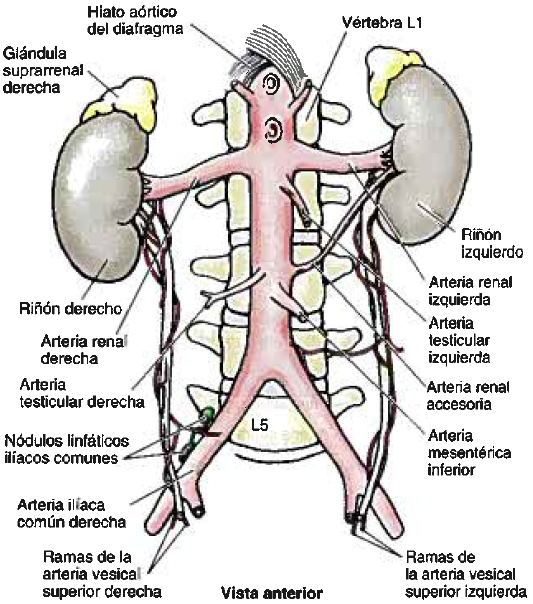 Hiato aórtico
del diafragma
Vértebra L1
Glándula
suprarrenal
derecha
Riñón
izquierdo
Arteria renal
izquierda
Riñón derecho
Arteria renal
derecha
Arteria
testicular
izquierda
Arteria
testicular derecha
Arteria renal
accesoria
L5
Nódulos linfáticos
ilíacos comunes
Arteria
mesentérica
inferior
Arteria ilíaca
común derecha
Ramas de la
arteria vesical
superior derecha
Ramas de
la arteria vesical
superior izquierda
Vista anterior